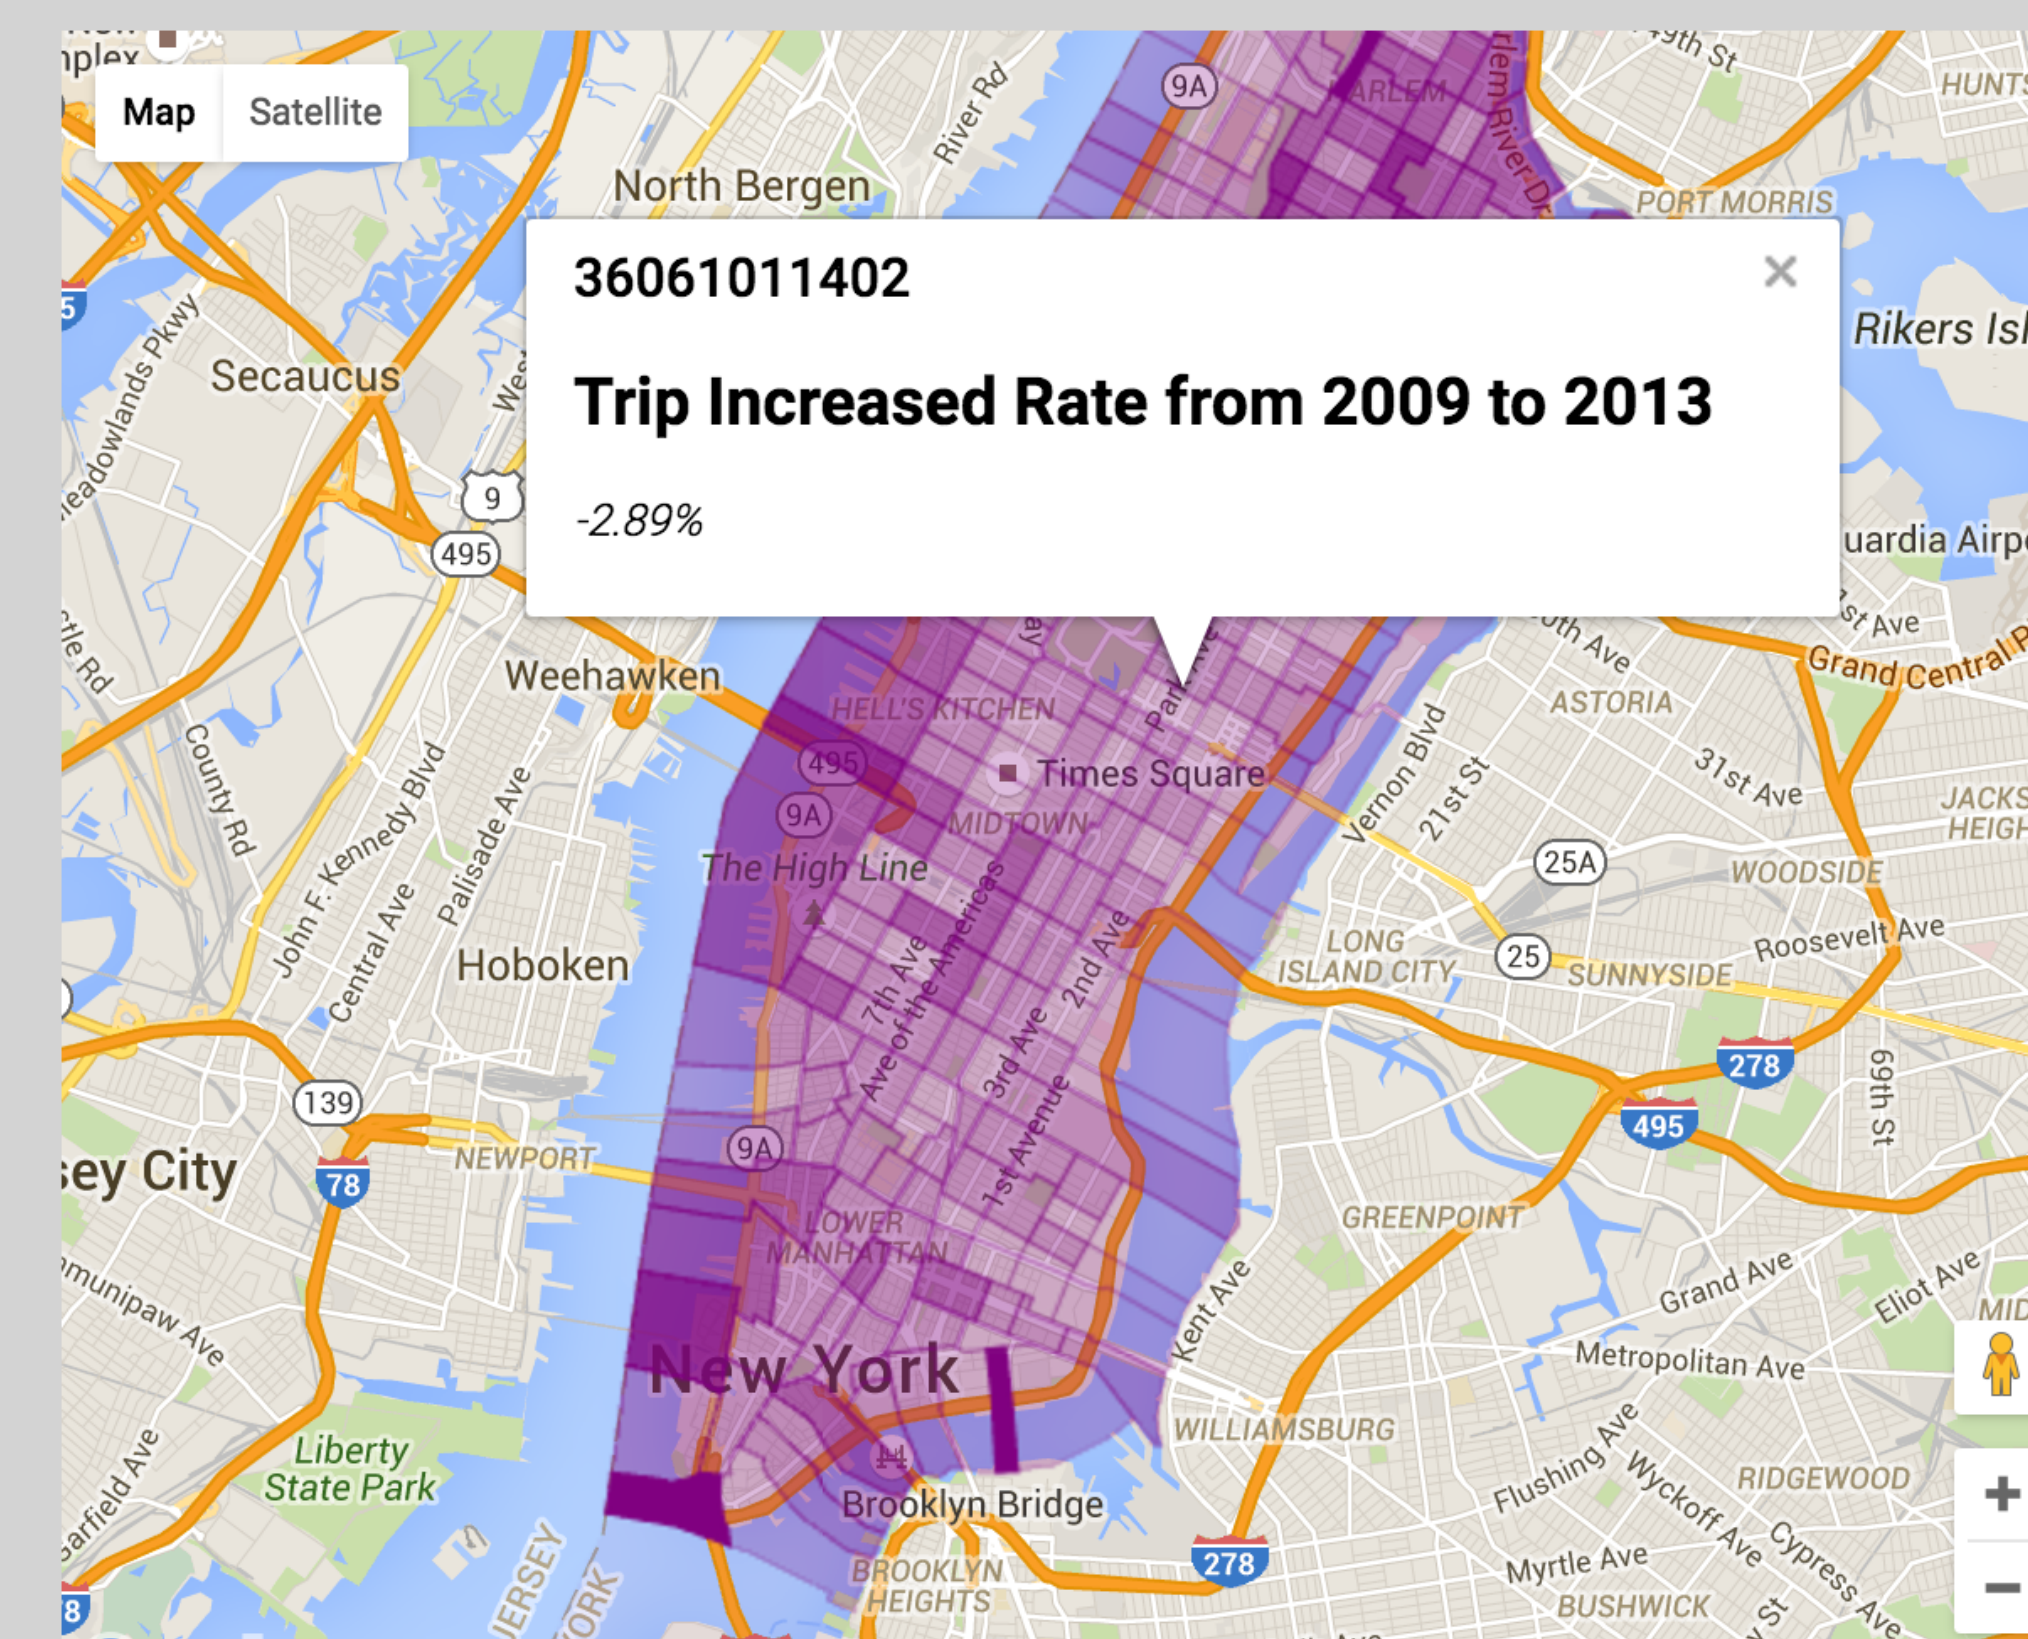 Map
Satellite
North Bergen
River Rd
9A
HARLEM
Harlem River Dr
PORT MORRIS
36061011402
Trip Increased Rate from 2009 to 2013
-2.89%
Secaucus
9
495
Weehawken
HELL'S KITCHEN
Park Ave
495
Times Square
9A
MIDTOWN
The High Line
7th Ave
Ave of the Americas
2nd Ave
3rd Ave
1st Avenue
County Rd
John F. Kennedy Blvd
Palisade Ave
Central Ave
Hoboken
139
NEWPORT
78
9A
LOWER
MANHATTAN
New York
Liberty
State Park
Brooklyn Bridge
BROOKLYN
HEIGHTS
Vernon Blvd
21st St
ASTORIA
31st Ave
Grand Central P
25A
WOODSIDE
LONG
ISLAND CITY
25
SUNNYSIDE
Roosevelt Ave
278
495
69th St
GREENPOINT
Kent Ave
Grand Ave
Eliot Ave
Metropolitan Ave
WILLIAMSBURG
Flushing Ave
Wyckoff Ave
RIDGEWOOD
Cypress Ave
278
Myrtle Ave
BUSHWICK